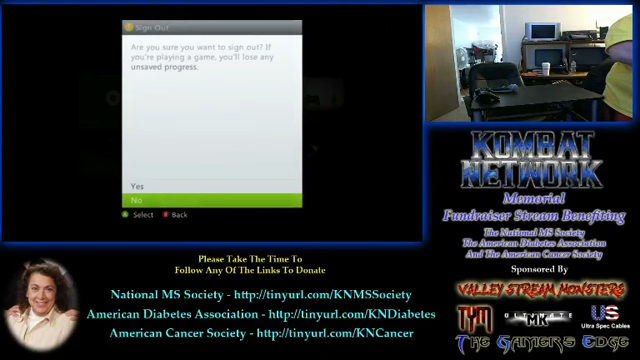 Sign Out
Are you sure you want to sign out? If
you're playing a game, you'll lose any
unsaved progress.
Yes
No
A Select B Back
KOMBAT
NETWORK
Memorial
Fundraiser Stream Benefiting
The National MS Society
The American Diabetes Association
And The American Cancer Society
Sponsored By
VALLEY STREAM MONSTERS
TYM
ULTIMATE
MK
US
Ultra Spec Cables
THE GAMER'S EDGE
Please Take The Time To
Follow Any Of The Links To Donate
National MS Society - http://tinyurl.com/KNMSSociety
American Diabetes Association - http://tinyurl.com/KNDiabetes
American Cancer Society - http://tinyurl.com/KNCancer